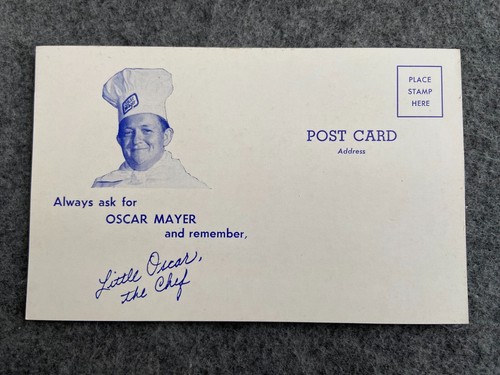 PLACE
STAMP
HERE
POST CARD
Address
Always ask for
OSCAR MAYER
and remember,
Little Oscar,
the Chef